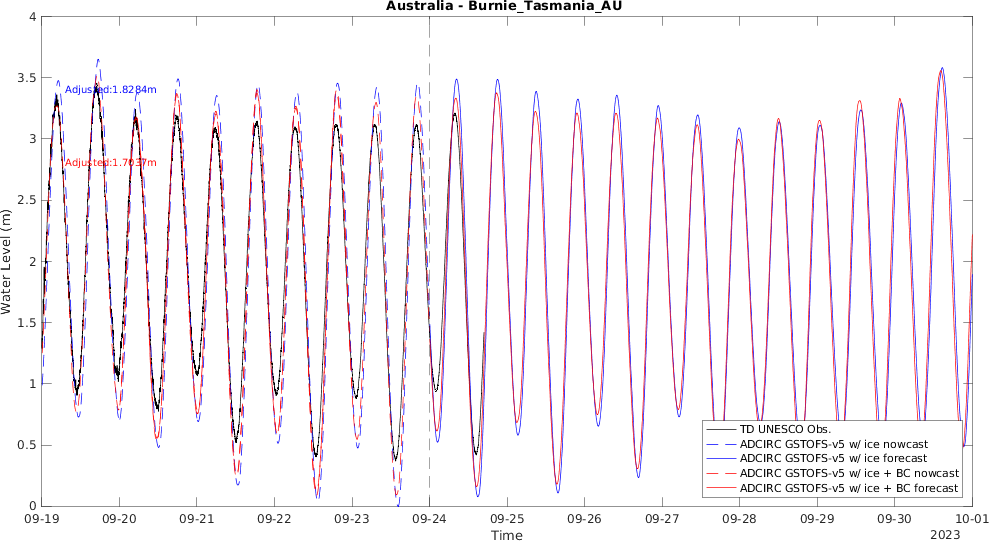 Australia - Burnie_Tasmania_AU
4
3.5
3
2.5
2
1.5
1
0.5
0
Water Level (m)
Adjusted:1.8284m
Adjusted:1.7037m
TD UNESCO Obs.
ADCIRC GSTOFS-v5 w/ ice nowcast
ADCIRC GSTOFS-v5 w/ ice forecast
ADCIRC GSTOFS-v5 w/ ice + BC nowcast
ADCIRC GSTOFS-v5 w/ ice + BC forecast
09-19 09-20 09-21 09-22 09-23 09-24 09-25 09-26 09-27 09-28 09-29 09-30 10-01
Time
2023